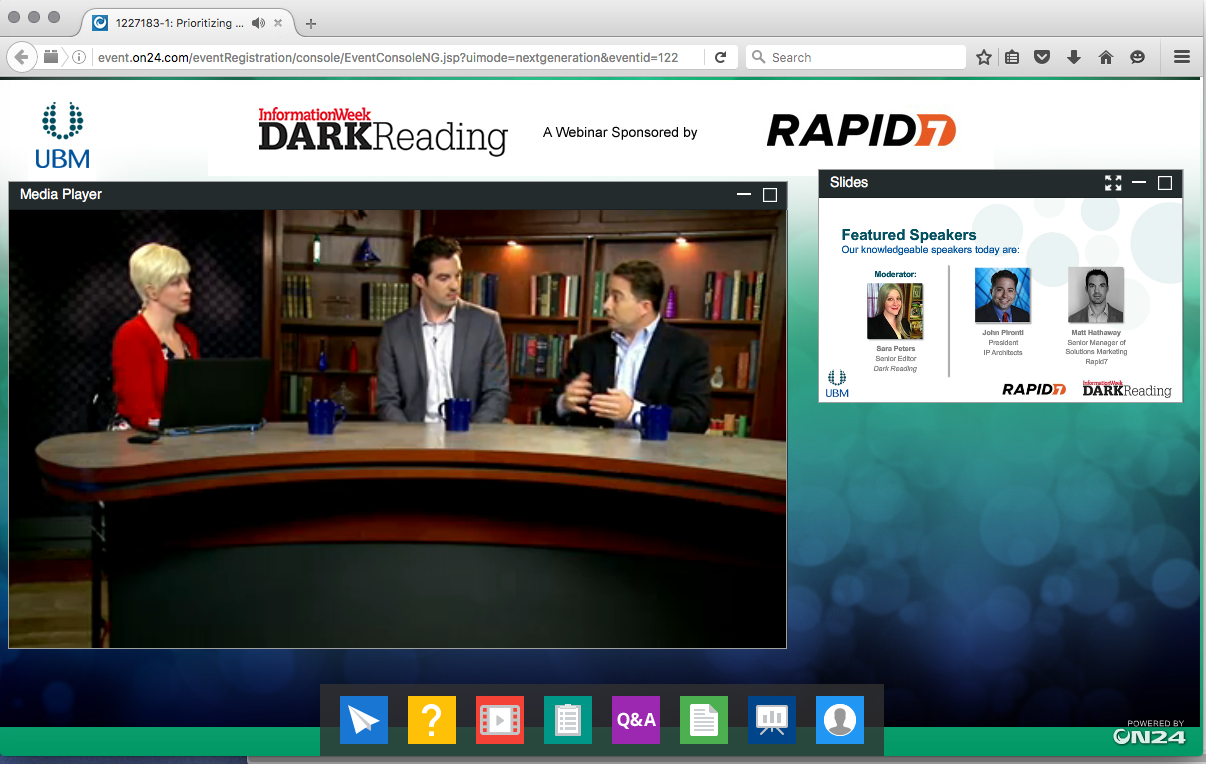 1227183-1: Prioritizing ...
event.on24.com/eventRegistration/console/EventConsoleNG.jsp?uimode=nextgeneration&eventid=122
Search
UBM
InformationWeek
DARKReading
A Webinar Sponsored by
RAPID7
Media Player
Slides
Featured Speakers
Our knowledgeable speakers today are:
Moderator:
Sara Peters
Senior Editor
Dark Reading
John Pironti
President
IP Architects
Matt Hathaway
Senior Manager of
Solutions Marketing
Rapid7
UBM
RAPID7
InformationWeek
DARKReading
?
Q&A
POWERED BY
ON24